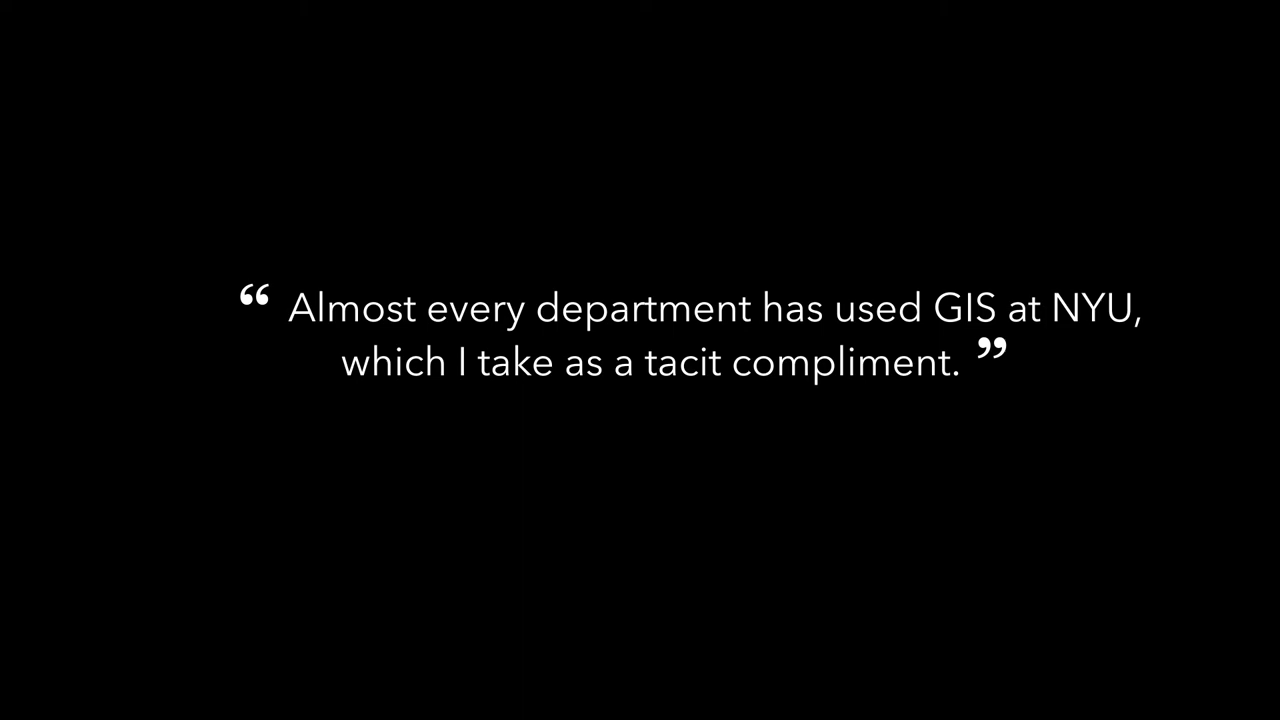 “ Almost every department has used GIS at NYU,
which I take as a tacit compliment. ”